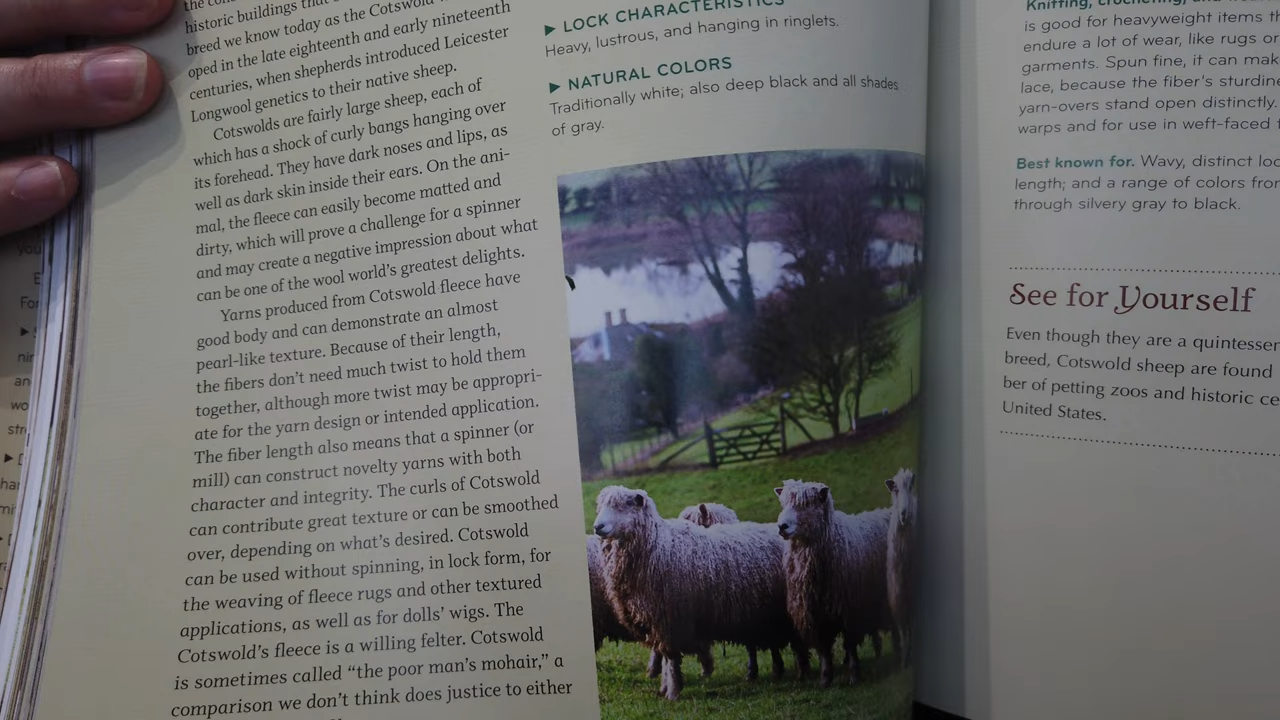 historic buildings that
breed we know today as the Cotswold
oped in the late eighteenth and early nineteenth
centuries, when shepherds introduced Leicester
Longwool genetics to their native sheep.
Cotswolds are fairly large sheep, each of
which has a shock of curly bangs hanging over
its forehead. They have dark noses and lips, as
well as dark skin inside their ears. On the ani-
mal, the fleece can easily become matted and
dirty, which will prove a challenge for a spinner
and may create a negative impression about what
can be one of the wool world's greatest delights.
Yarns produced from Cotswold fleece have
good body and can demonstrate an almost
pearl-like texture. Because of their length,
the fibers don't need much twist to hold them
together, although more twist may be appropri-
ate for the yarn design or intended application.
The fiber length also means that a spinner (or
mill) can construct novelty yarns with both
character and integrity. The curls of Cotswold
can contribute great texture or can be smoothed
over, depending on what's desired. Cotswold
can be used without spinning, in lock form, for
the weaving of fleece rugs and other textured
applications, as well as for dolls' wigs. The
Cotswold's fleece is a willing felter. Cotswold
is sometimes called "the poor man's mohair," a
comparison we don't think does justice to either
▶ LOCK CHARACTERISTICS
Heavy, lustrous, and hanging in ringlets.
▶ NATURAL COLORS
Traditionally white; also deep black and all shades
of gray.
Knitting, crocheting, and
is good for heavyweight items
endure a lot of wear, like rugs or
garments. Spun fine, it can
lace, because the fiber's
yarn-overs stand open distinctly.
warps and for use in weft-faced
Best known for. Wavy, distinct
length; and a range of colors
through silvery gray to black.
See for Yourself
Even though they are a
breed, Cotswold sheep are found
ber of petting zoos and historic
United States.